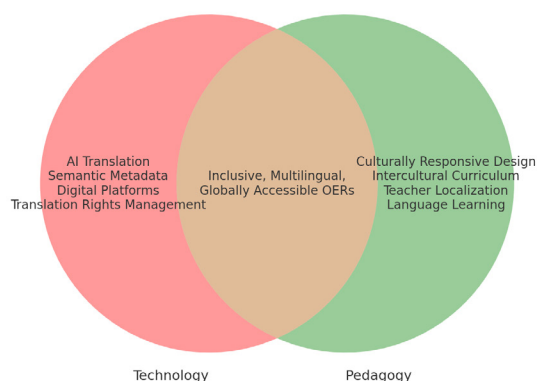 AI Translation
Semantic Metadata
Digital Platforms
Translation Rights Management
Inclusive, Multilingual,
Globally Accessible OERs
Culturally Responsive Design
Intercultural Curriculum
Teacher Localization
Language Learning
Technology
Pedagogy